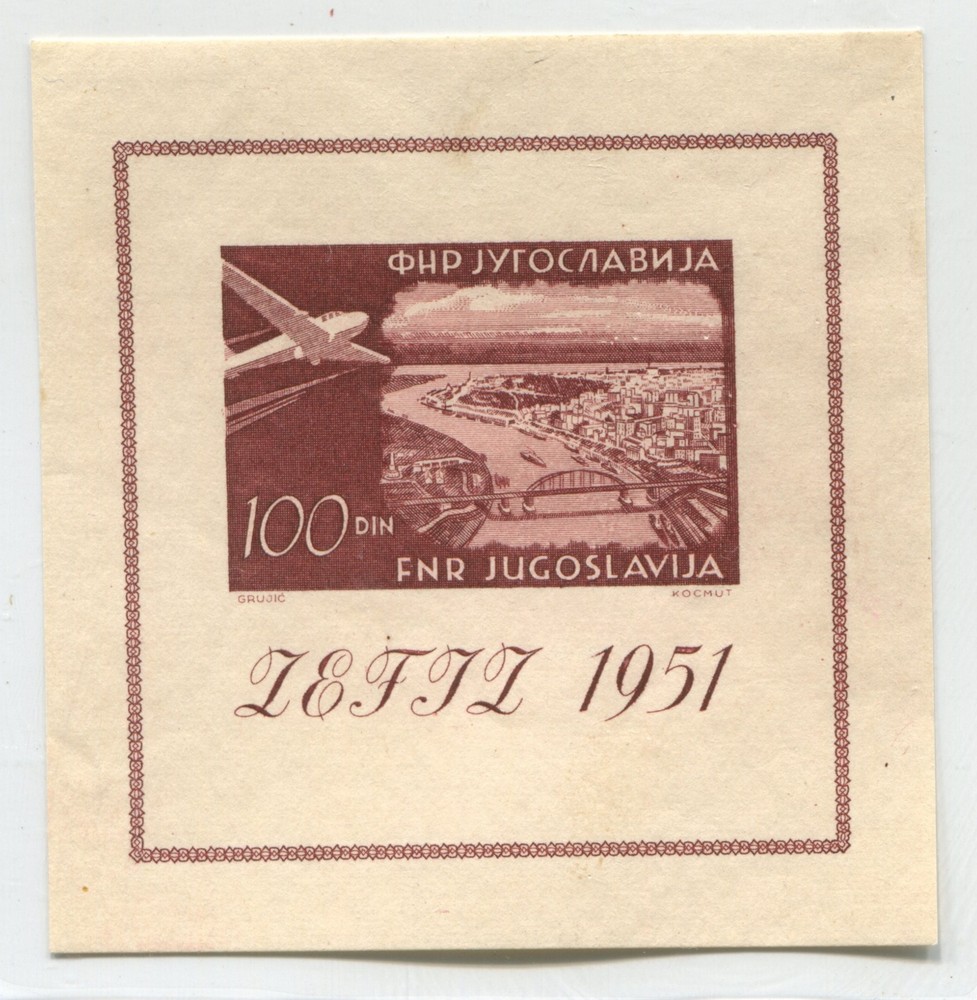 ФНР ЈУГОСЛАВИЈА
100 DIN
FNR JUGOSLAVIJA
GRUJIĆ KOCMUT
ZEFIZ 1951